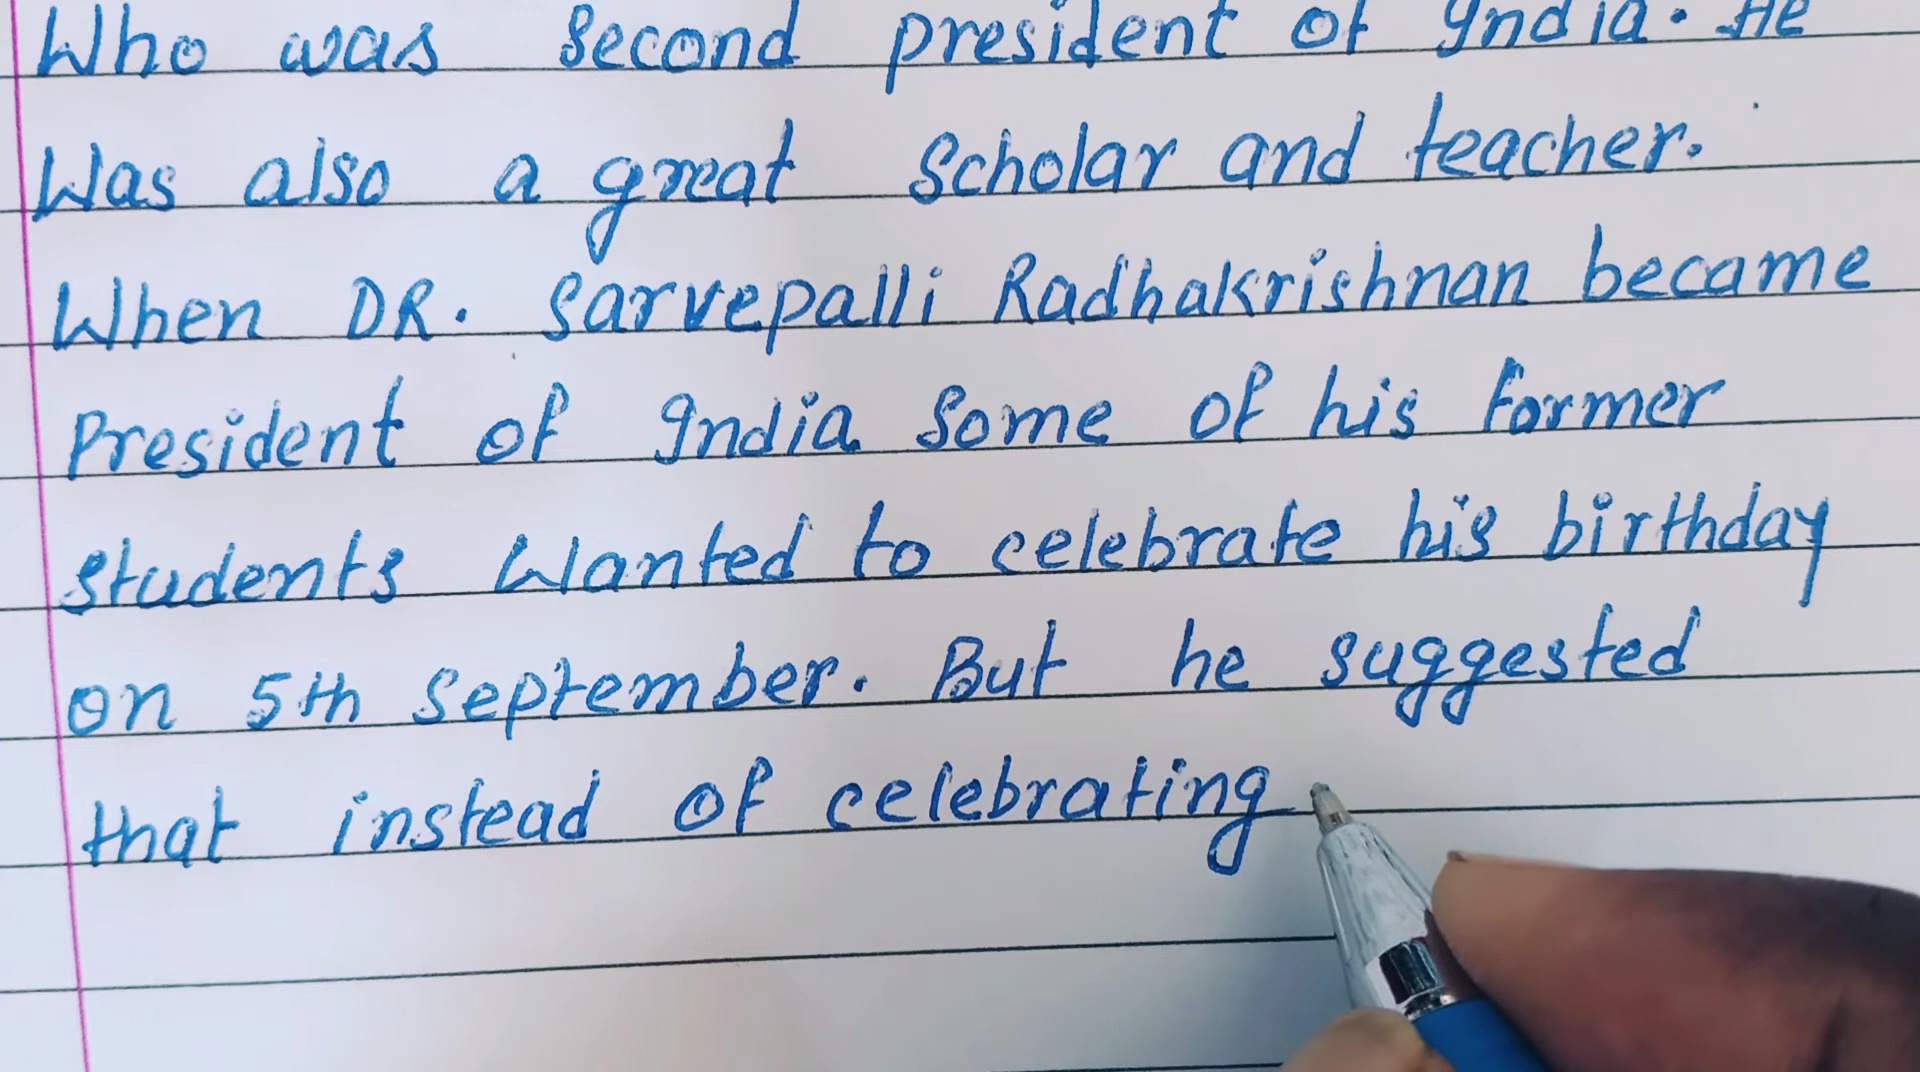 Who was second president of India. He
Was also a great scholar and teacher.
When DR. Sarvepalli Radhakrishnan became
President of India some of his former
students wanted to celebrate his birthday
on 5th september. But he suggested
that instead of celebrating